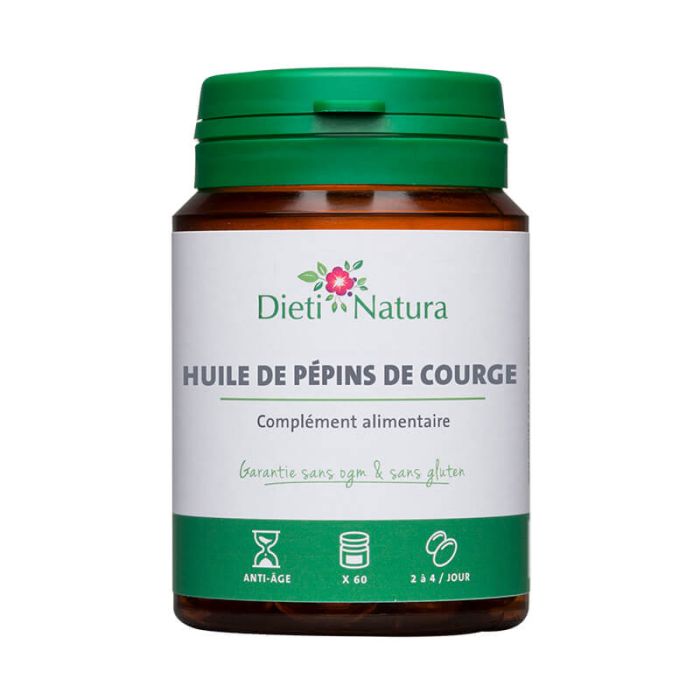 Dieti Natura
HUILE DE PÉPINS DE COURGE
Complément alimentaire
Garantie sans ogm & sans gluten
ANTI-ÂGE
X 60
2 à 4 / JOUR